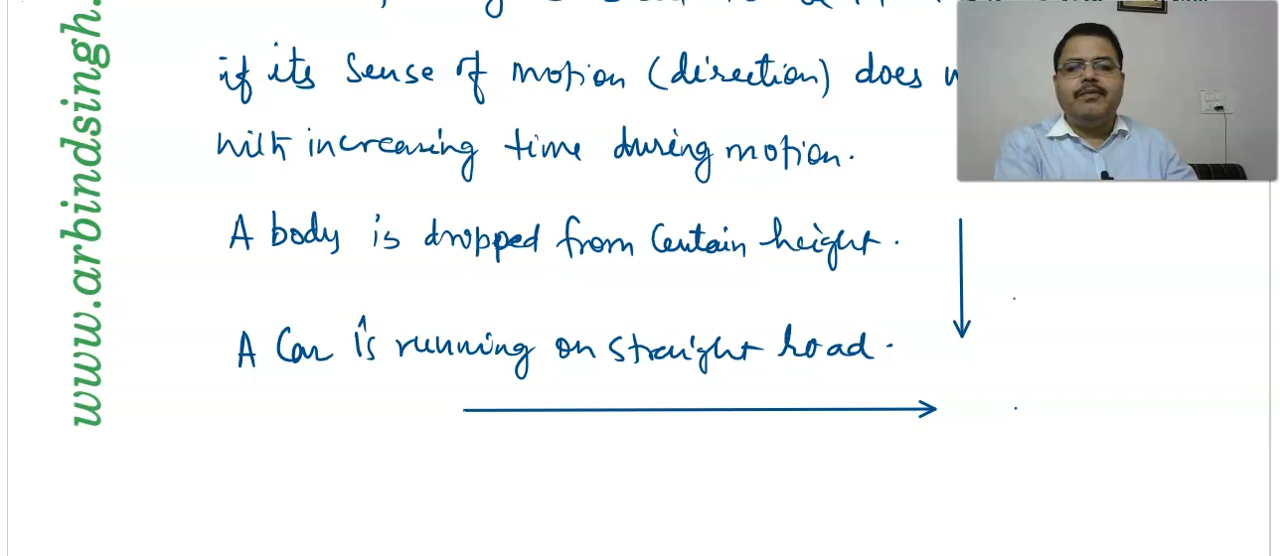 if its sense of motion (direction) does
with increasing time during motion.
A body is dropped from certain height.
A Car is running on straight road.
www.arbindsingh.